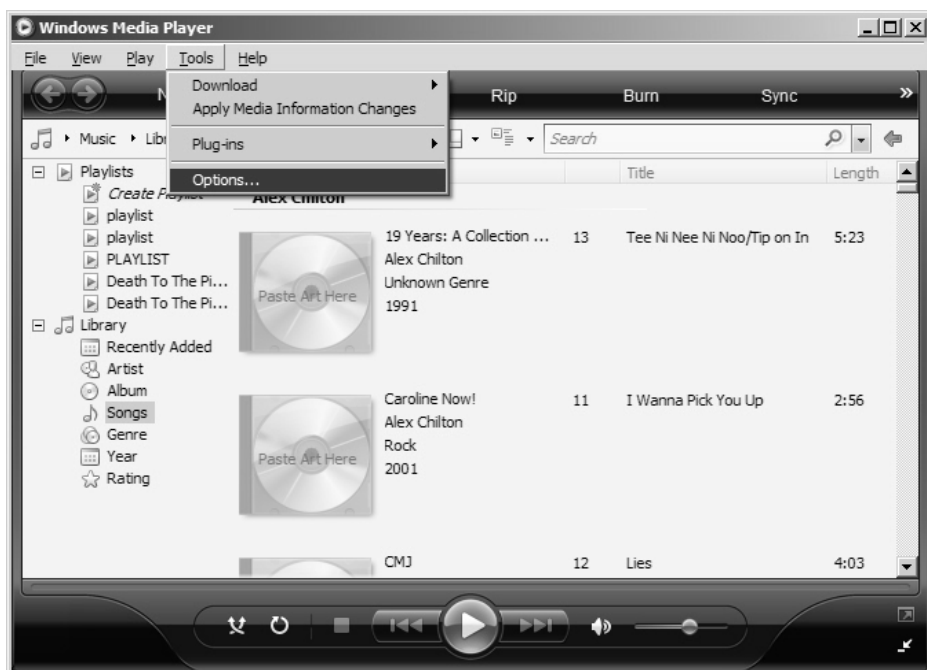 Windows Media Player
File View Play Tools Help
Download
Apply Media Information Changes
Plug-ins
Options...
N Rip Burn Sync »
Music Lib Search
Title Length
Playlists
Create Playlist
playlist
playlist
PLAYLIST
Death To The Pi...
Death To The Pi...
Library
Recently Added
Artist
Album
Songs
Genre
Year
Rating
Alex Chilton
Paste Art Here
19 Years: A Collection ... 13 Tee Ni Nee Ni Noo/Tip on In 5:23
Alex Chilton
Unknown Genre
1991
Paste Art Here
Caroline Now! 11 I Wanna Pick You Up 2:56
Alex Chilton
Rock
2001
CMJ 12 Lies 4:03